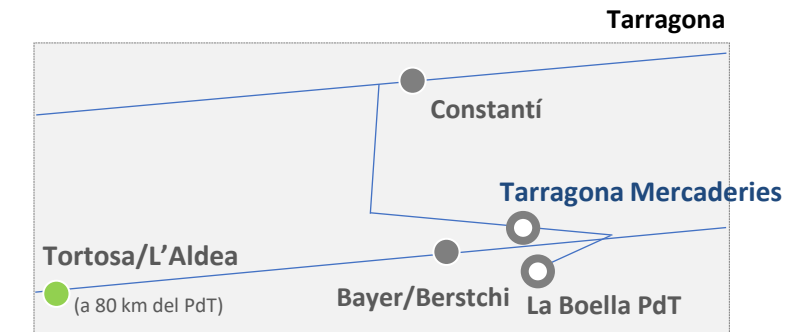 Tarragona
Constantí
Tarragona Mercaderies
Tortosa/L’Aldea
(a 80 km del PdT)
Bayer/Berstchi
La Boella PdT